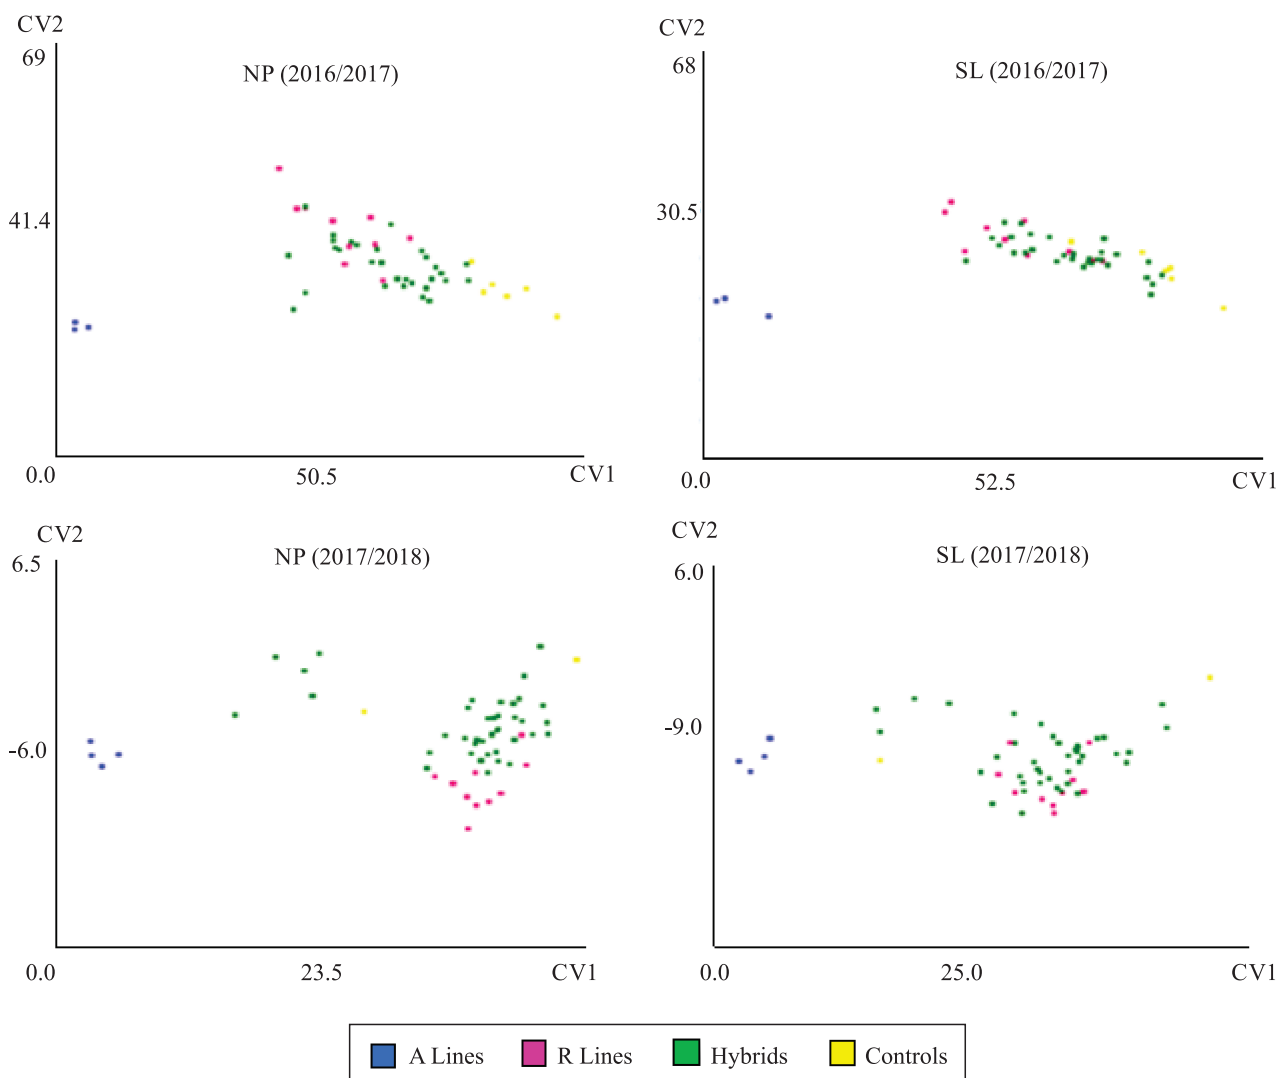 CV2
69
NP (2016/2017)
41.4
0.0
50.5
CV1
CV2
68
SL (2016/2017)
30.5
0.0
52.5
CV1
CV2
6.5
NP (2017/2018)
-6.0
0.0
23.5
CV1
CV2
6.0
SL (2017/2018)
-9.0
0.0
25.0
CV1
A Lines R Lines Hybrids Controls